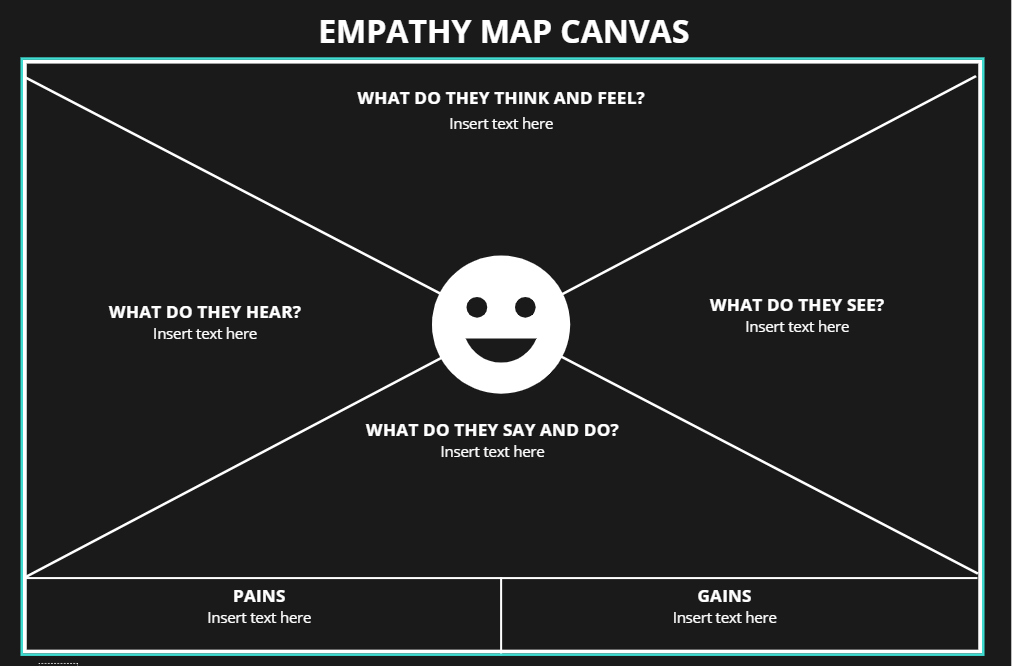 EMPATHY MAP CANVAS
WHAT DO THEY THINK AND FEEL?
Insert text here
WHAT DO THEY HEAR?
Insert text here
WHAT DO THEY SEE?
Insert text here
WHAT DO THEY SAY AND DO?
Insert text here
PAINS
Insert text here
GAINS
Insert text here